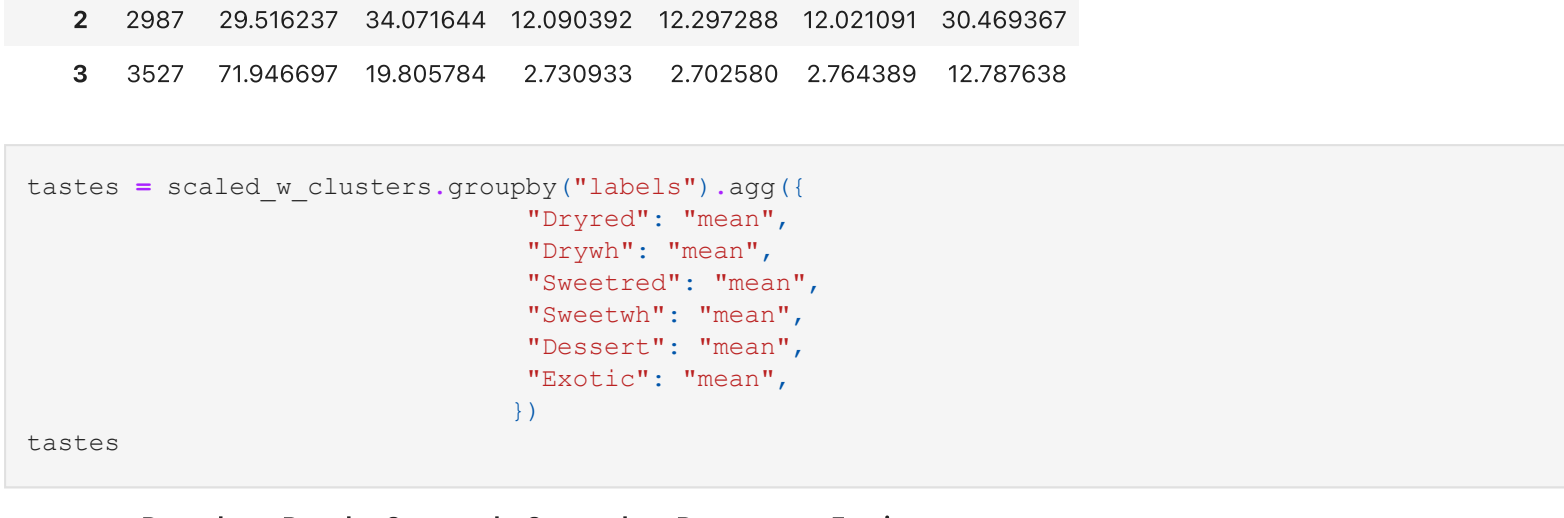 2 2987 29.516237 34.071644 12.090392 12.297288 12.021091 30.469367
3 3527 71.946697 19.805784 2.730933 2.702580 2.764389 12.787638
tastes = scaled_w_clusters.groupby("labels").agg({
"Dryred": "mean",
"Drywh": "mean",
"Sweetred": "mean",
"Sweetwh": "mean",
"Dessert": "mean",
"Exotic": "mean",
})
tastes